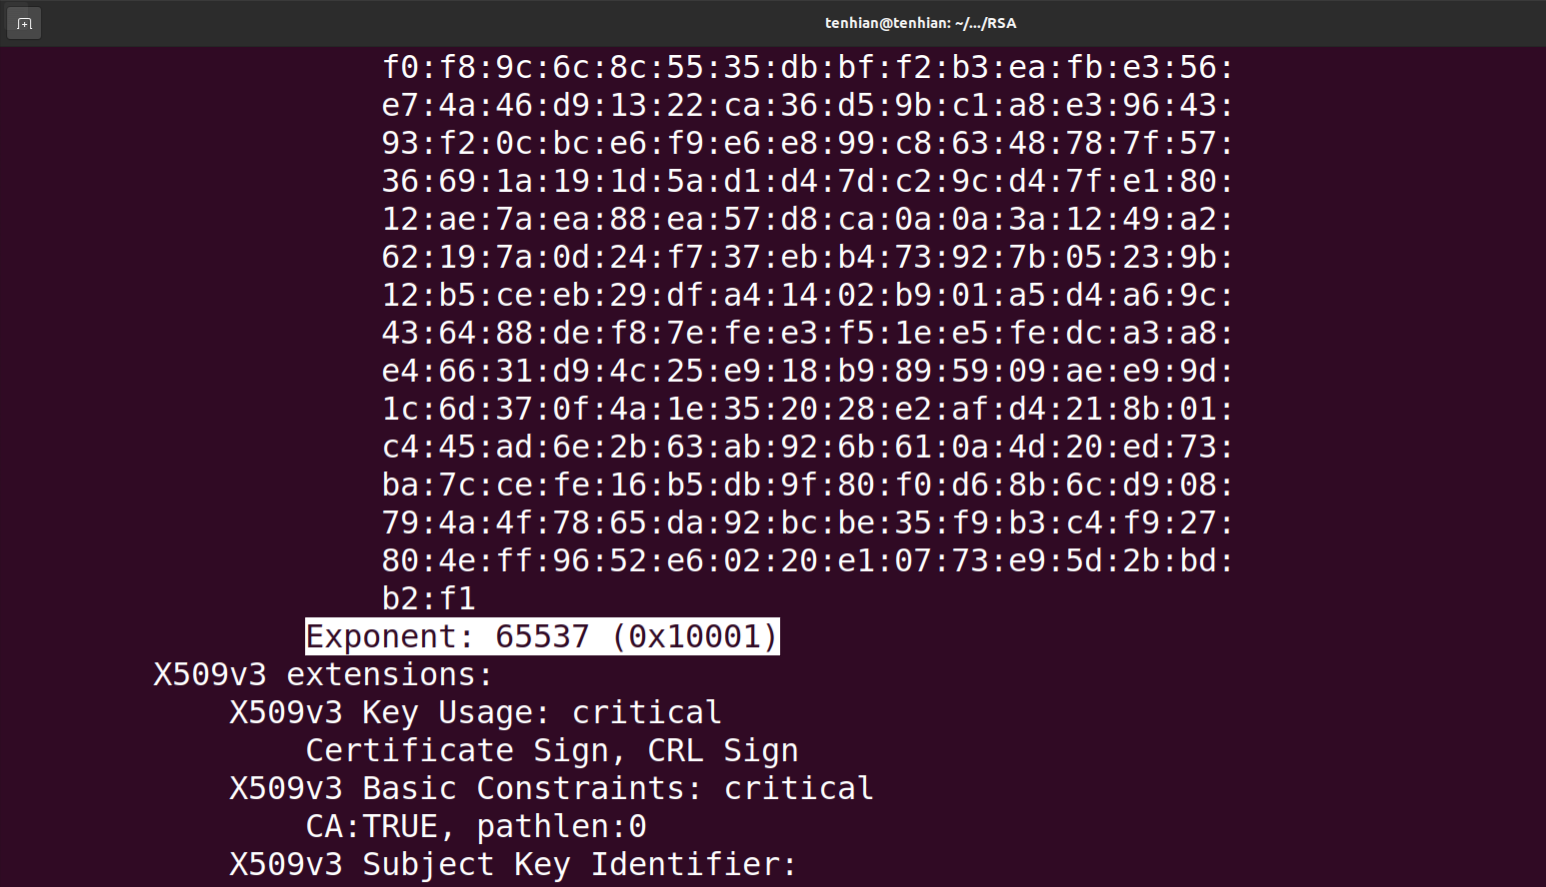 tenhian@tenhian: ~/.../RSA
f0:f8:9c:6c:8c:55:35:db:bf:f2:b3:ea:fb:e3:56:
e7:4a:46:d9:13:22:ca:36:d5:9b:c1:a8:e3:96:43:
93:f2:0c:bc:e6:f9:e6:e8:99:c8:63:48:78:7f:57:
36:69:1a:19:1d:5a:d1:d4:7d:c2:9c:d4:7f:e1:80:
12:ae:7a:ea:88:ea:57:d8:ca:0a:0a:3a:12:49:a2:
62:19:7a:0d:24:f7:37:eb:b4:73:92:7b:05:23:9b:
12:b5:ce:eb:29:df:a4:14:02:b9:01:a5:d4:a6:9c:
43:64:88:de:f8:7e:fe:e3:f5:1e:e5:fe:dc:a3:a8:
e4:66:31:d9:4c:25:e9:18:b9:89:59:09:ae:e9:9d:
1c:6d:37:0f:4a:1e:35:20:28:e2:af:d4:21:8b:01:
c4:45:ad:6e:2b:63:ab:92:6b:61:0a:4d:20:ed:73:
ba:7c:ce:fe:16:b5:db:9f:80:f0:d6:8b:6c:d9:08:
79:4a:4f:78:65:da:92:bc:be:35:f9:b3:c4:f9:27:
80:4e:ff:96:52:e6:02:20:e1:07:73:e9:5d:2b:bd:
b2:f1
Exponent: 65537 (0x10001)
X509v3 extensions:
X509v3 Key Usage: critical
Certificate Sign, CRL Sign
X509v3 Basic Constraints: critical
CA:TRUE, pathlen:0
X509v3 Subject Key Identifier: